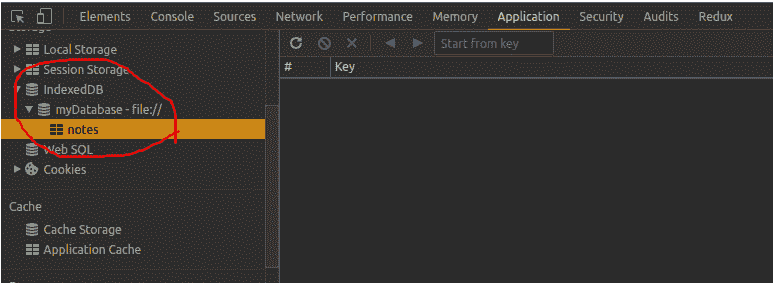 Elements Console Sources Network Performance Memory Application Security Audits Redux
Storage
Local Storage
Session Storage
IndexedDB
myDatabase - file://
notes
Web SQL
Cookies
Cache
Cache Storage
Application Cache
Start from key
# Key